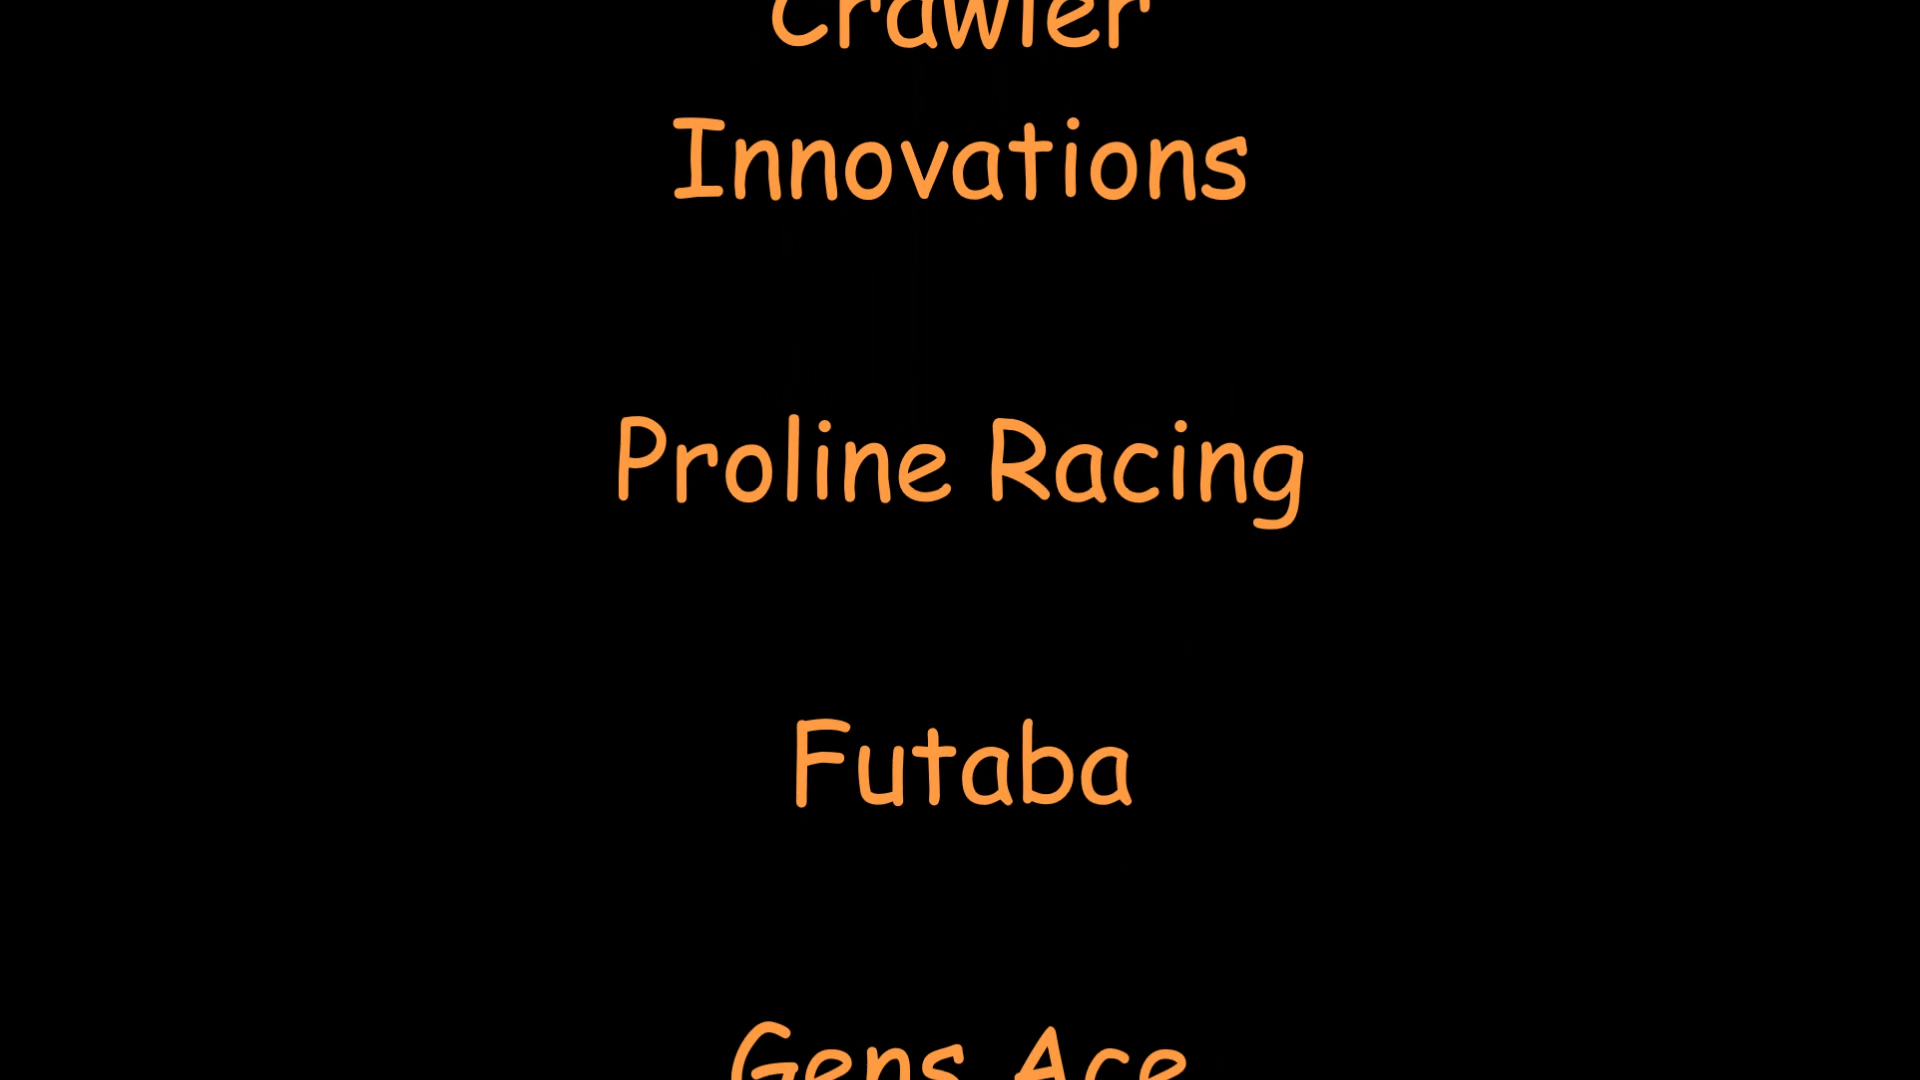 Crawler
Innovations
Proline Racing
Futaba
Gens Ace